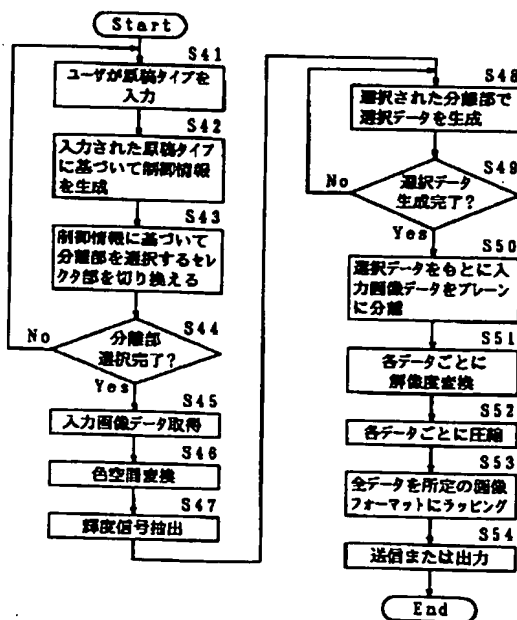 Start
S41
ユーザが原稿タイプを
入力
S42
入力された原稿タイプ
に基づいて制御情報
を生成
S43
制御情報に基づいて
分離部を選択するセレ
クタ部を切り換える
S44
No
分離部
選択完了?
Yes
S45
入力画像データ取得
S46
色空間変換
S47
輝度信号抽出
S48
選択された分離部で
選択データを生成
S49
No
選択データ
生成完了?
Yes
S50
選択データをもとに入
力画像データをプレーン
に分離
S51
各データごとに
解像度変換
S52
各データごとに圧縮
S53
全データを所定の画像
フォーマットにラッピング
S54
送信または出力
End